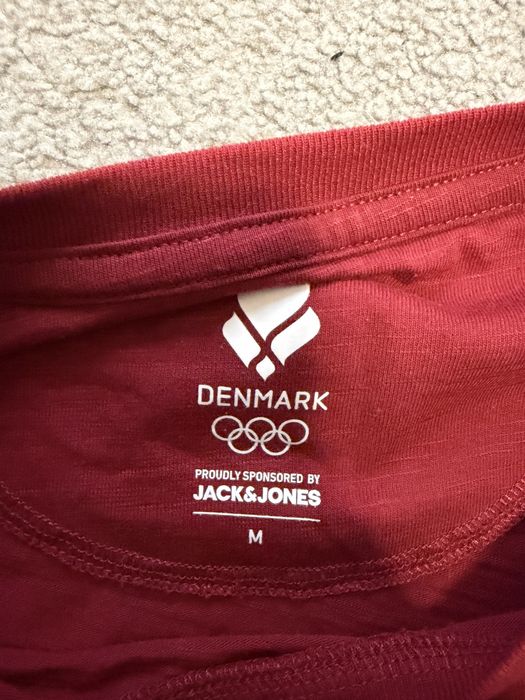 DENMARK
PROUDLY SPONSORED BY
JACK&JONES
M